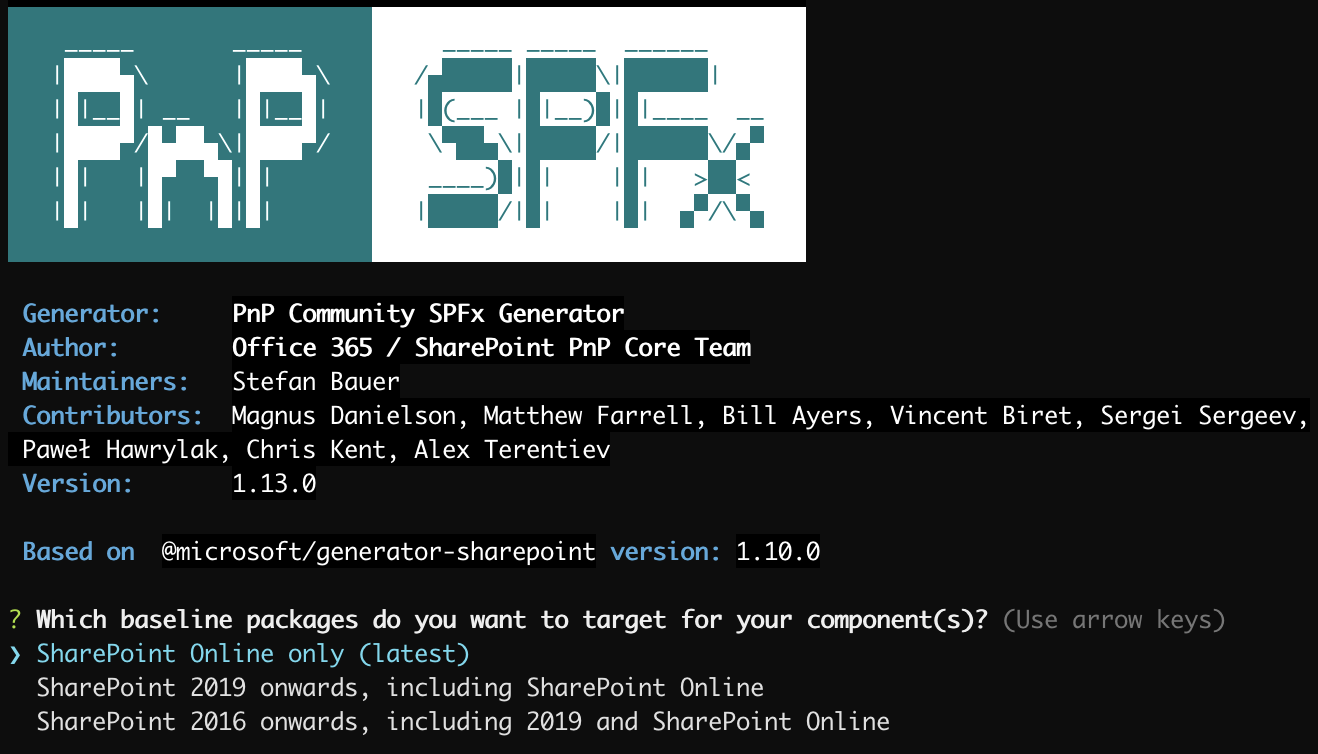 PnP SPFx
Generator: PnP Community SPFx Generator
Author: Office 365 / SharePoint PnP Core Team
Maintainers: Stefan Bauer
Contributors: Magnus Danielson, Matthew Farrell, Bill Ayers, Vincent Biret, Sergei Sergeev,
Paweł Hawrylak, Chris Kent, Alex Terentiev
Version: 1.13.0
Based on @microsoft/generator-sharepoint version: 1.10.0
? Which baseline packages do you want to target for your component(s)? (Use arrow keys)
❯ SharePoint Online only (latest)
SharePoint 2019 onwards, including SharePoint Online
SharePoint 2016 onwards, including 2019 and SharePoint Online